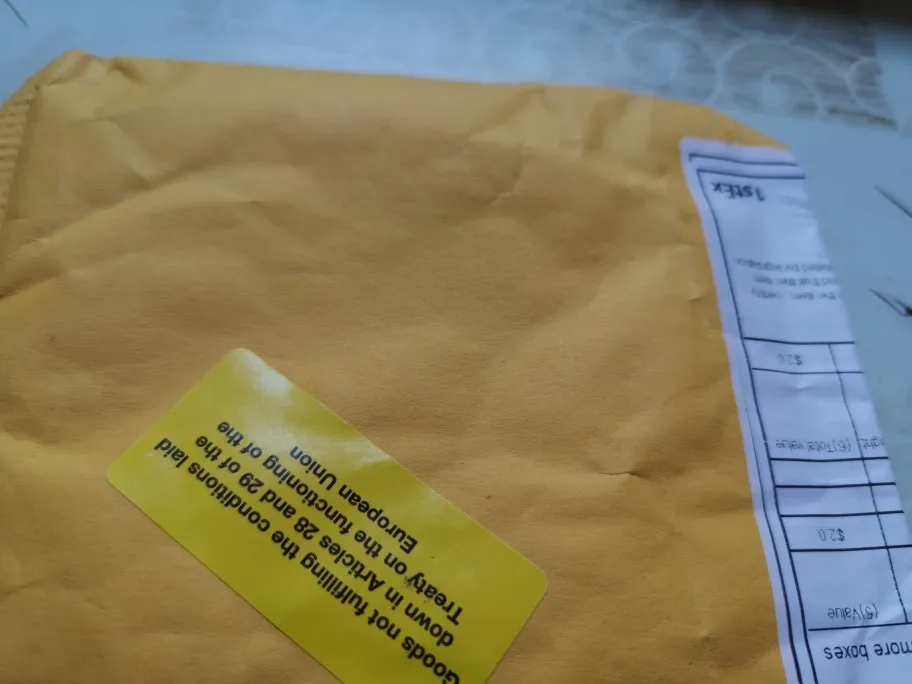 Goods not fulfilling the conditions laid
down in Articles 28 and 29 of the
Treaty on the functioning of the
European Union
more boxes
(5)Value
$2.0
(6)Total value
$2.0
1stEx